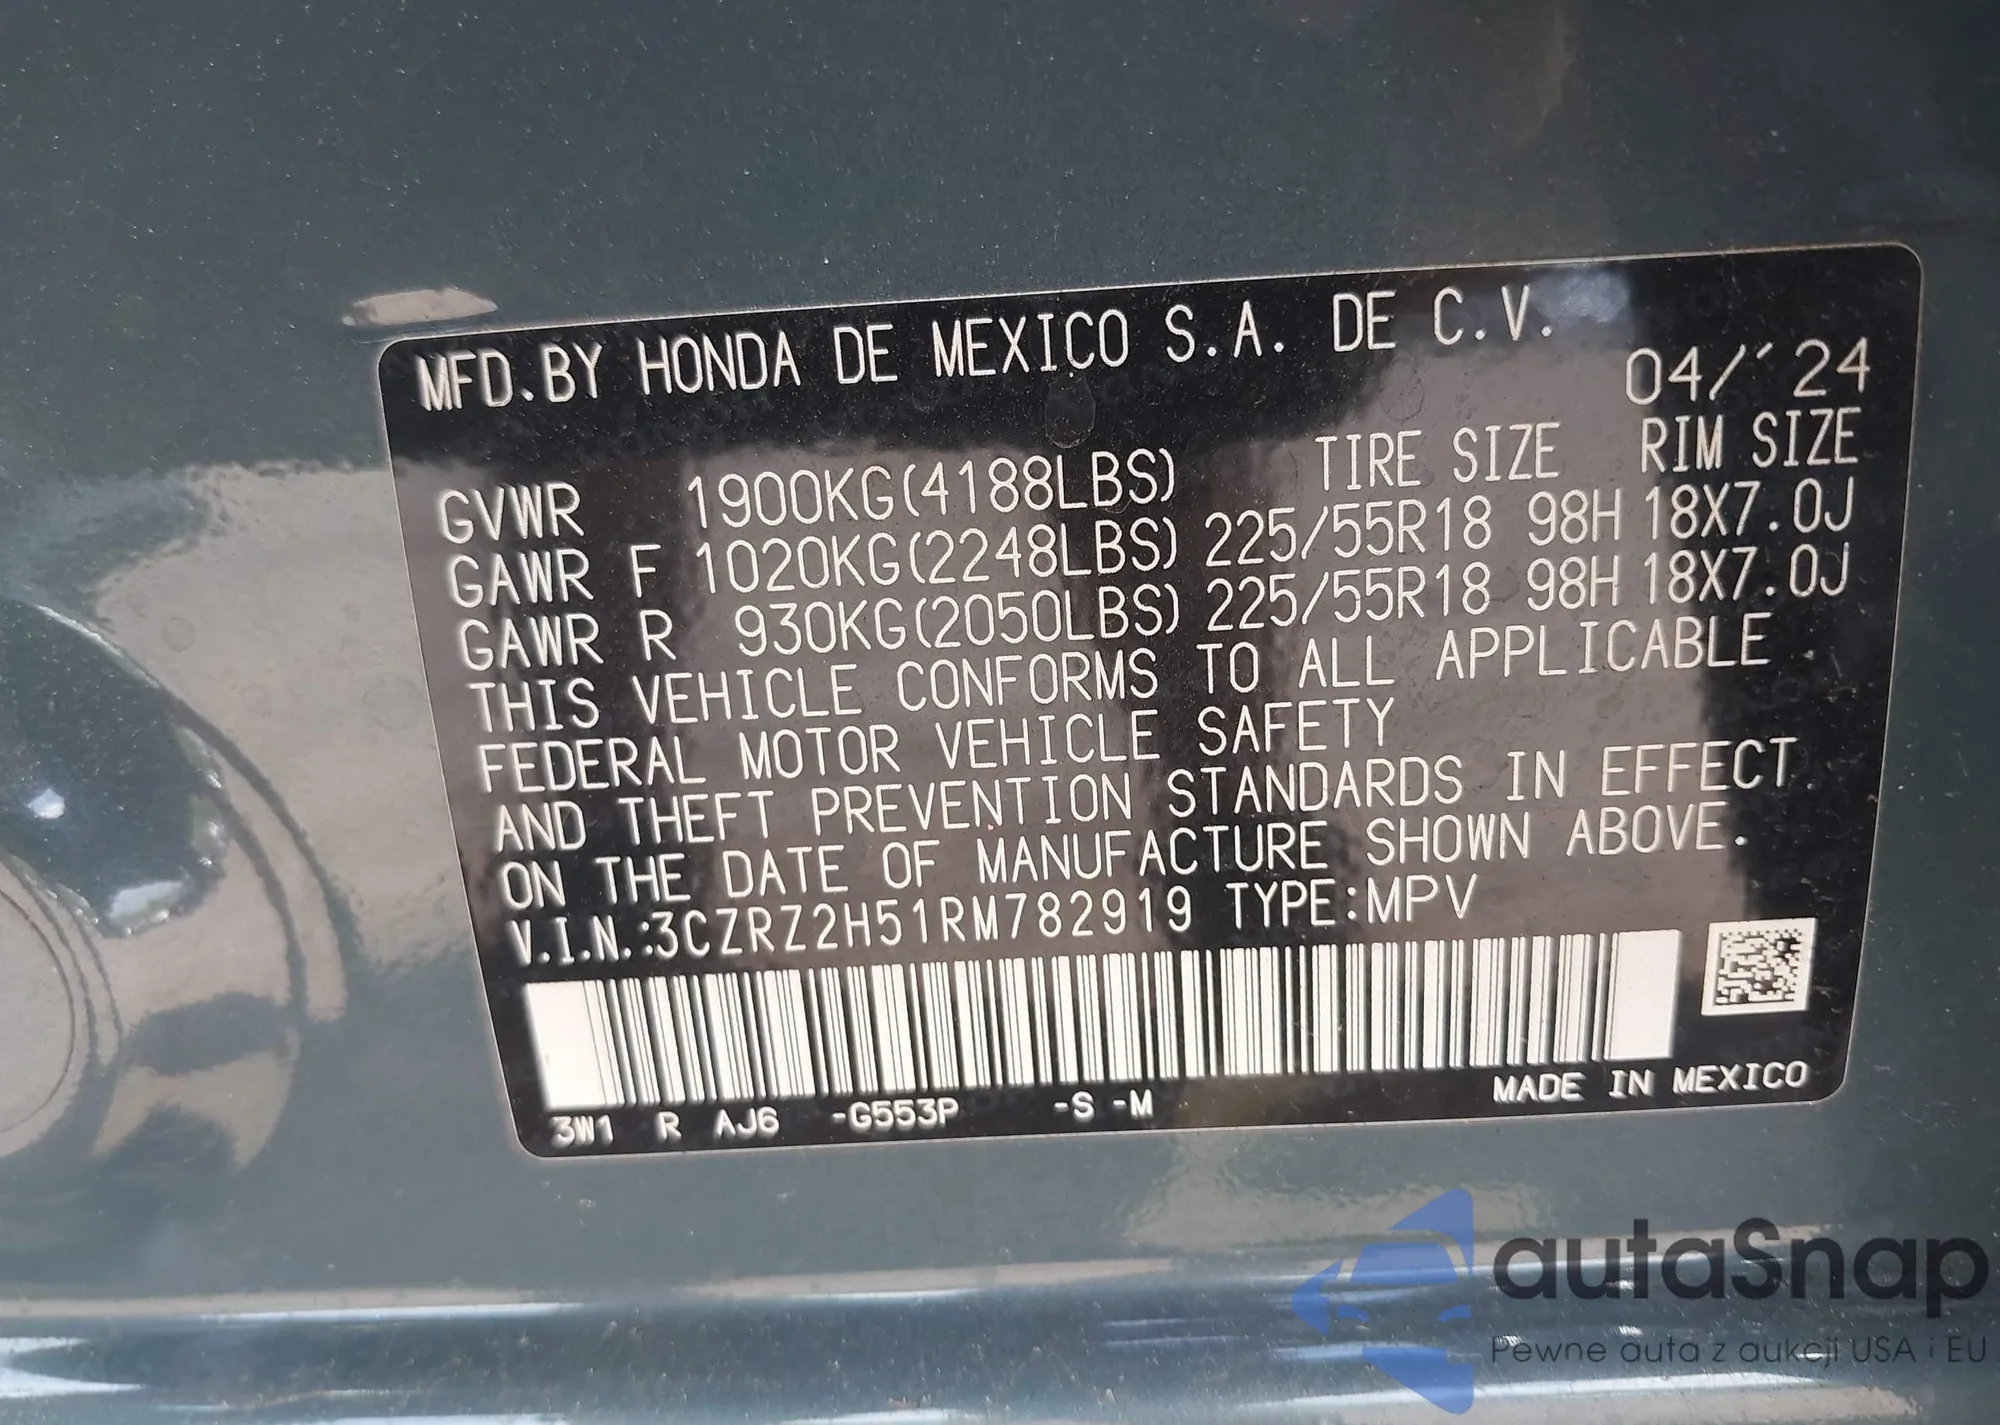 MFD.BY HONDA DE MEXICO S.A. DE C.V.
04/'24
TIRE SIZE RIM SIZE
GVWR 1900KG(4188LBS)
GAWR F 1020KG(2248LBS) 225/55R18 98H 18X7.0J
GAWR R 930KG(2050LBS) 225/55R18 98H 18X7.0J
THIS VEHICLE CONFORMS TO ALL APPLICABLE
FEDERAL MOTOR VEHICLE SAFETY
AND THEFT PREVENTION STANDARDS IN EFFECT
ON THE DATE OF MANUFACTURE SHOWN ABOVE.
V.I.N.:3CZRZ2H51RM782919 TYPE:MPV
3W1 R AJ6 -G553P -S -M
MADE IN MEXICO
autaSnap
Pewne auta z aukcji USA i EU